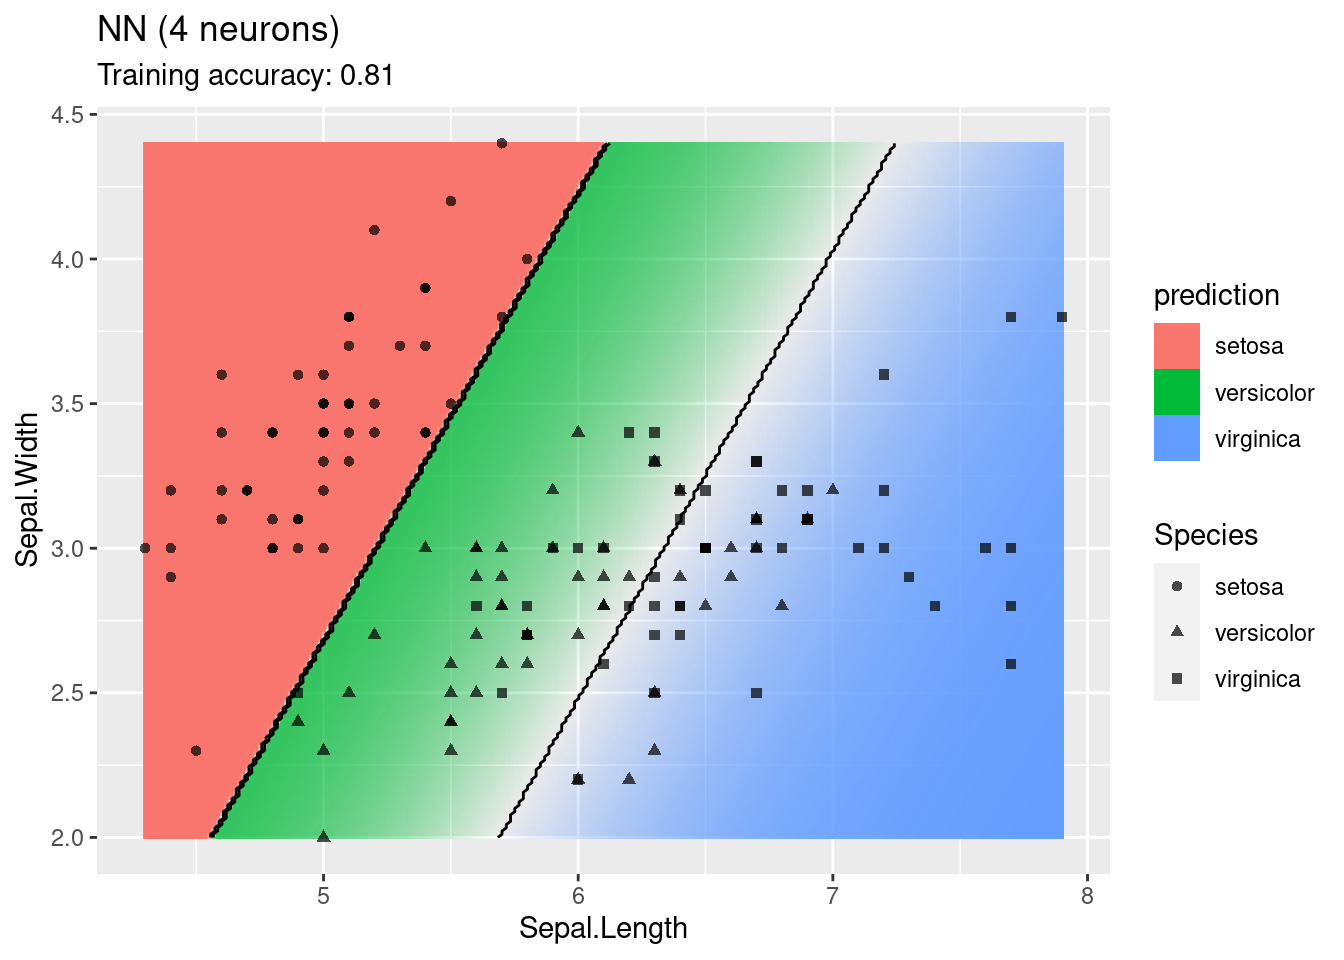 NN (4 neurons)
Training accuracy: 0.81
4.5
4.0
3.5
3.0
2.5
2.0
Sepal.Width
5 6 7 8
Sepal.Length
prediction
setosa
versicolor
virginica
Species
setosa
versicolor
virginica